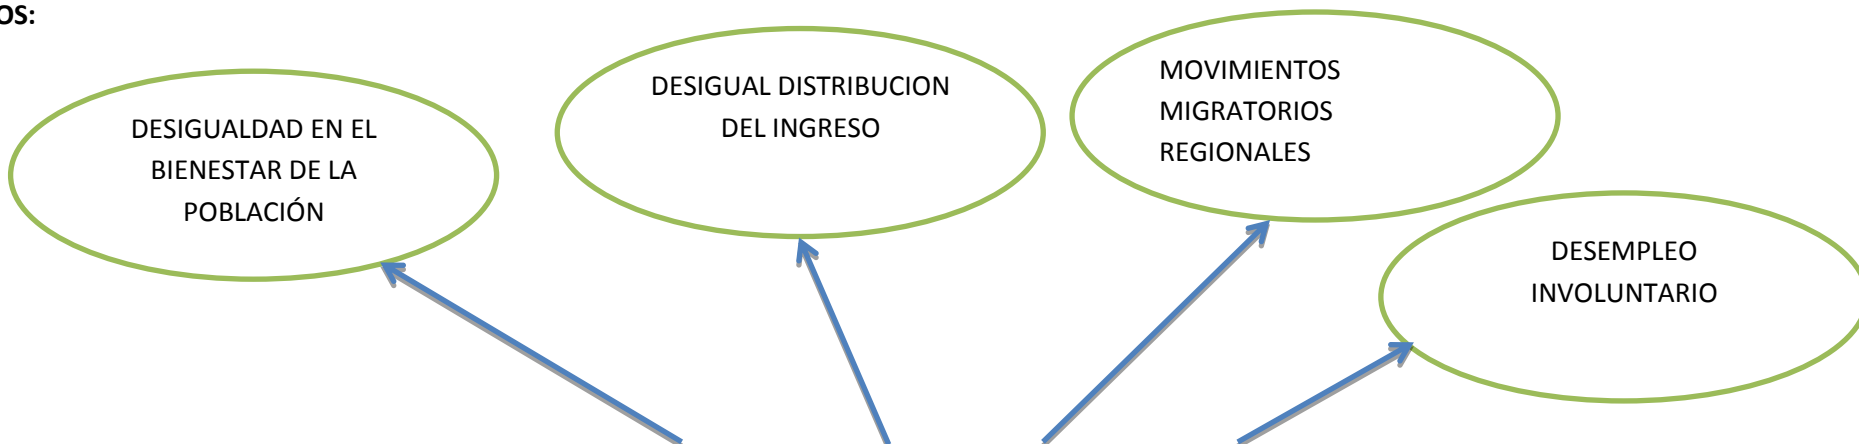 OS:
DESIGUALDAD EN EL
BIENESTAR DE LA
POBLACIÓN
DESIGUAL DISTRIBUCION
DEL INGRESO
MOVIMIENTOS
MIGRATORIOS
REGIONALES
DESEMPLEO
INVOLUNTARIO